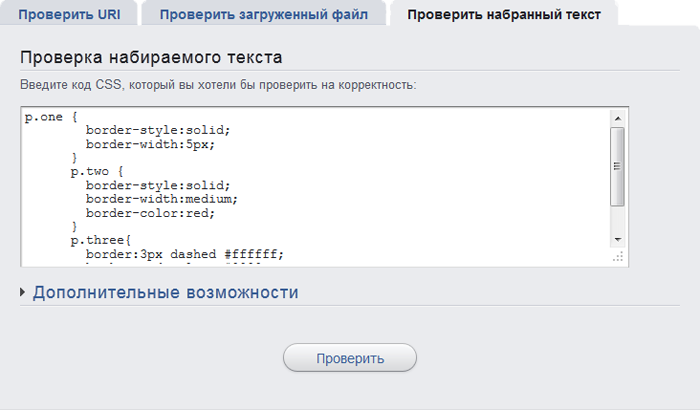 Проверить URI Проверить загруженный файл Проверить набранный текст
Проверка набираемого текста
Введите код CSS, который вы хотели бы проверить на корректность:
p.one {
border-style:solid;
border-width:5px;
}
p.two {
border-style:solid;
border-width:medium;
border-color:red;
}
p.three{
border:3px dashed #ffffff;
Дополнительные возможности
Проверить